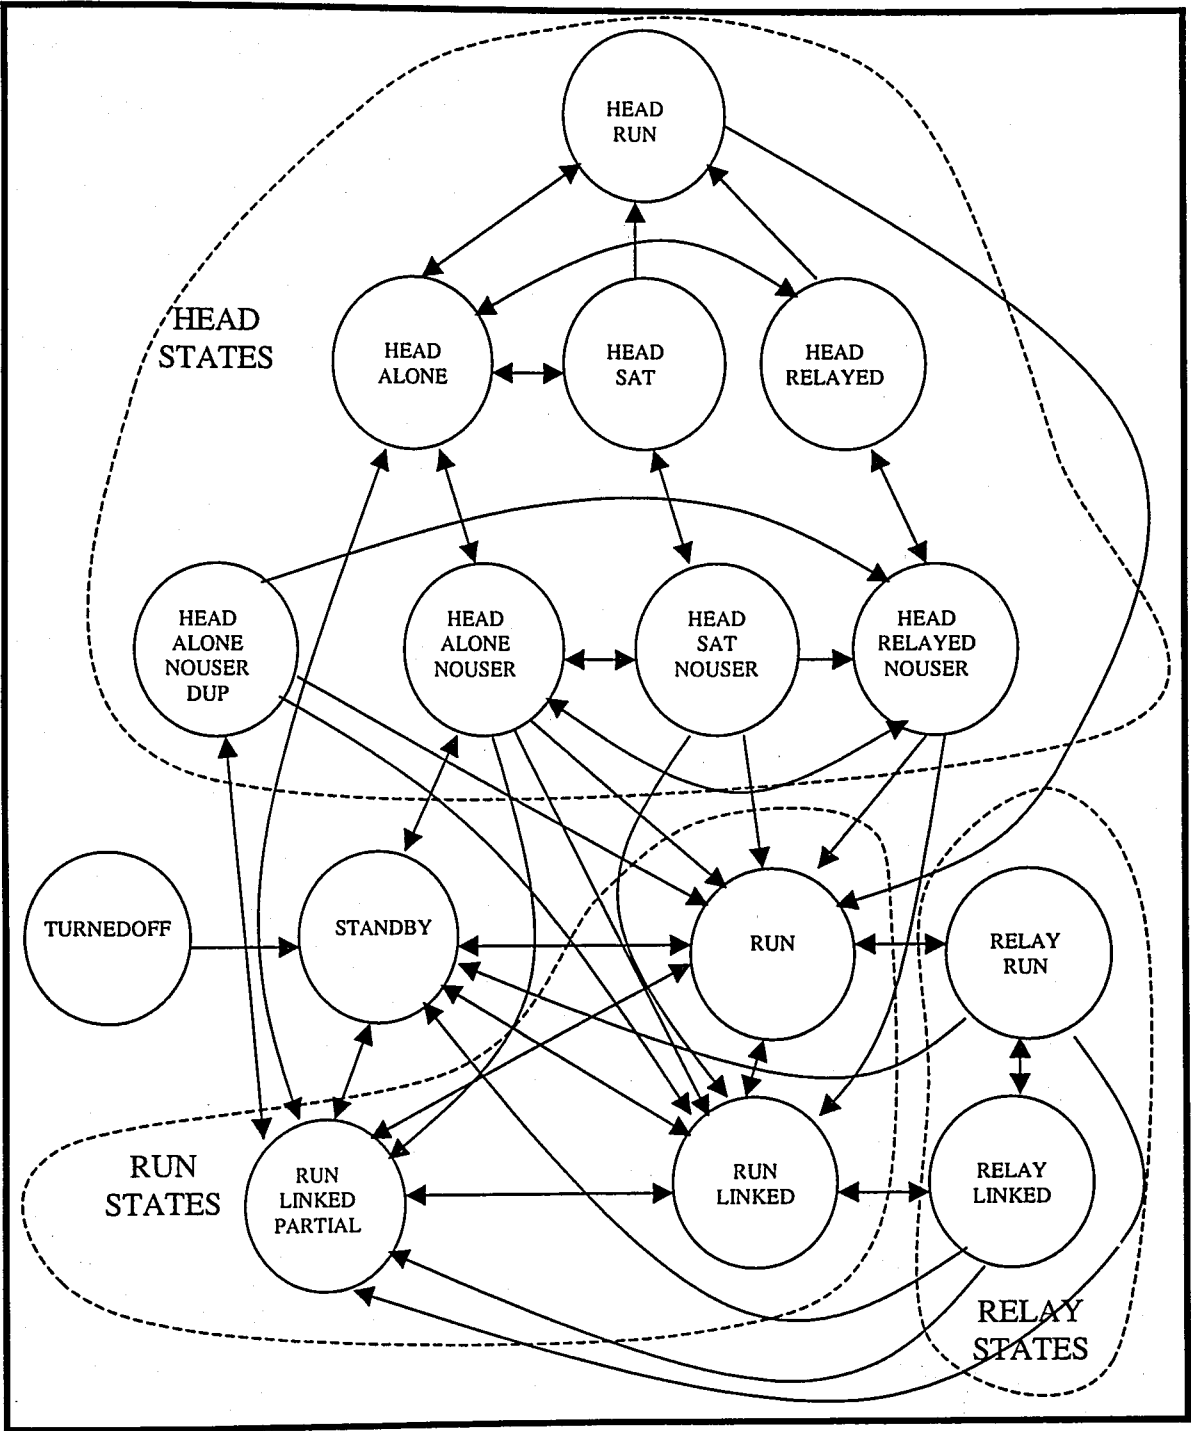 HEAD
RUN
HEAD
STATES
HEAD
ALONE
HEAD
SAT
HEAD
RELAYED
HEAD
ALONE
NOUSER
DUP
HEAD
ALONE
NOUSER
HEAD
SAT
NOUSER
HEAD
RELAYED
NOUSER
TURNEDOFF
STANDBY
RUN
RELAY
RUN
RUN
STATES
RUN
LINKED
PARTIAL
RUN
LINKED
RELAY
LINKED
RELAY
STATES